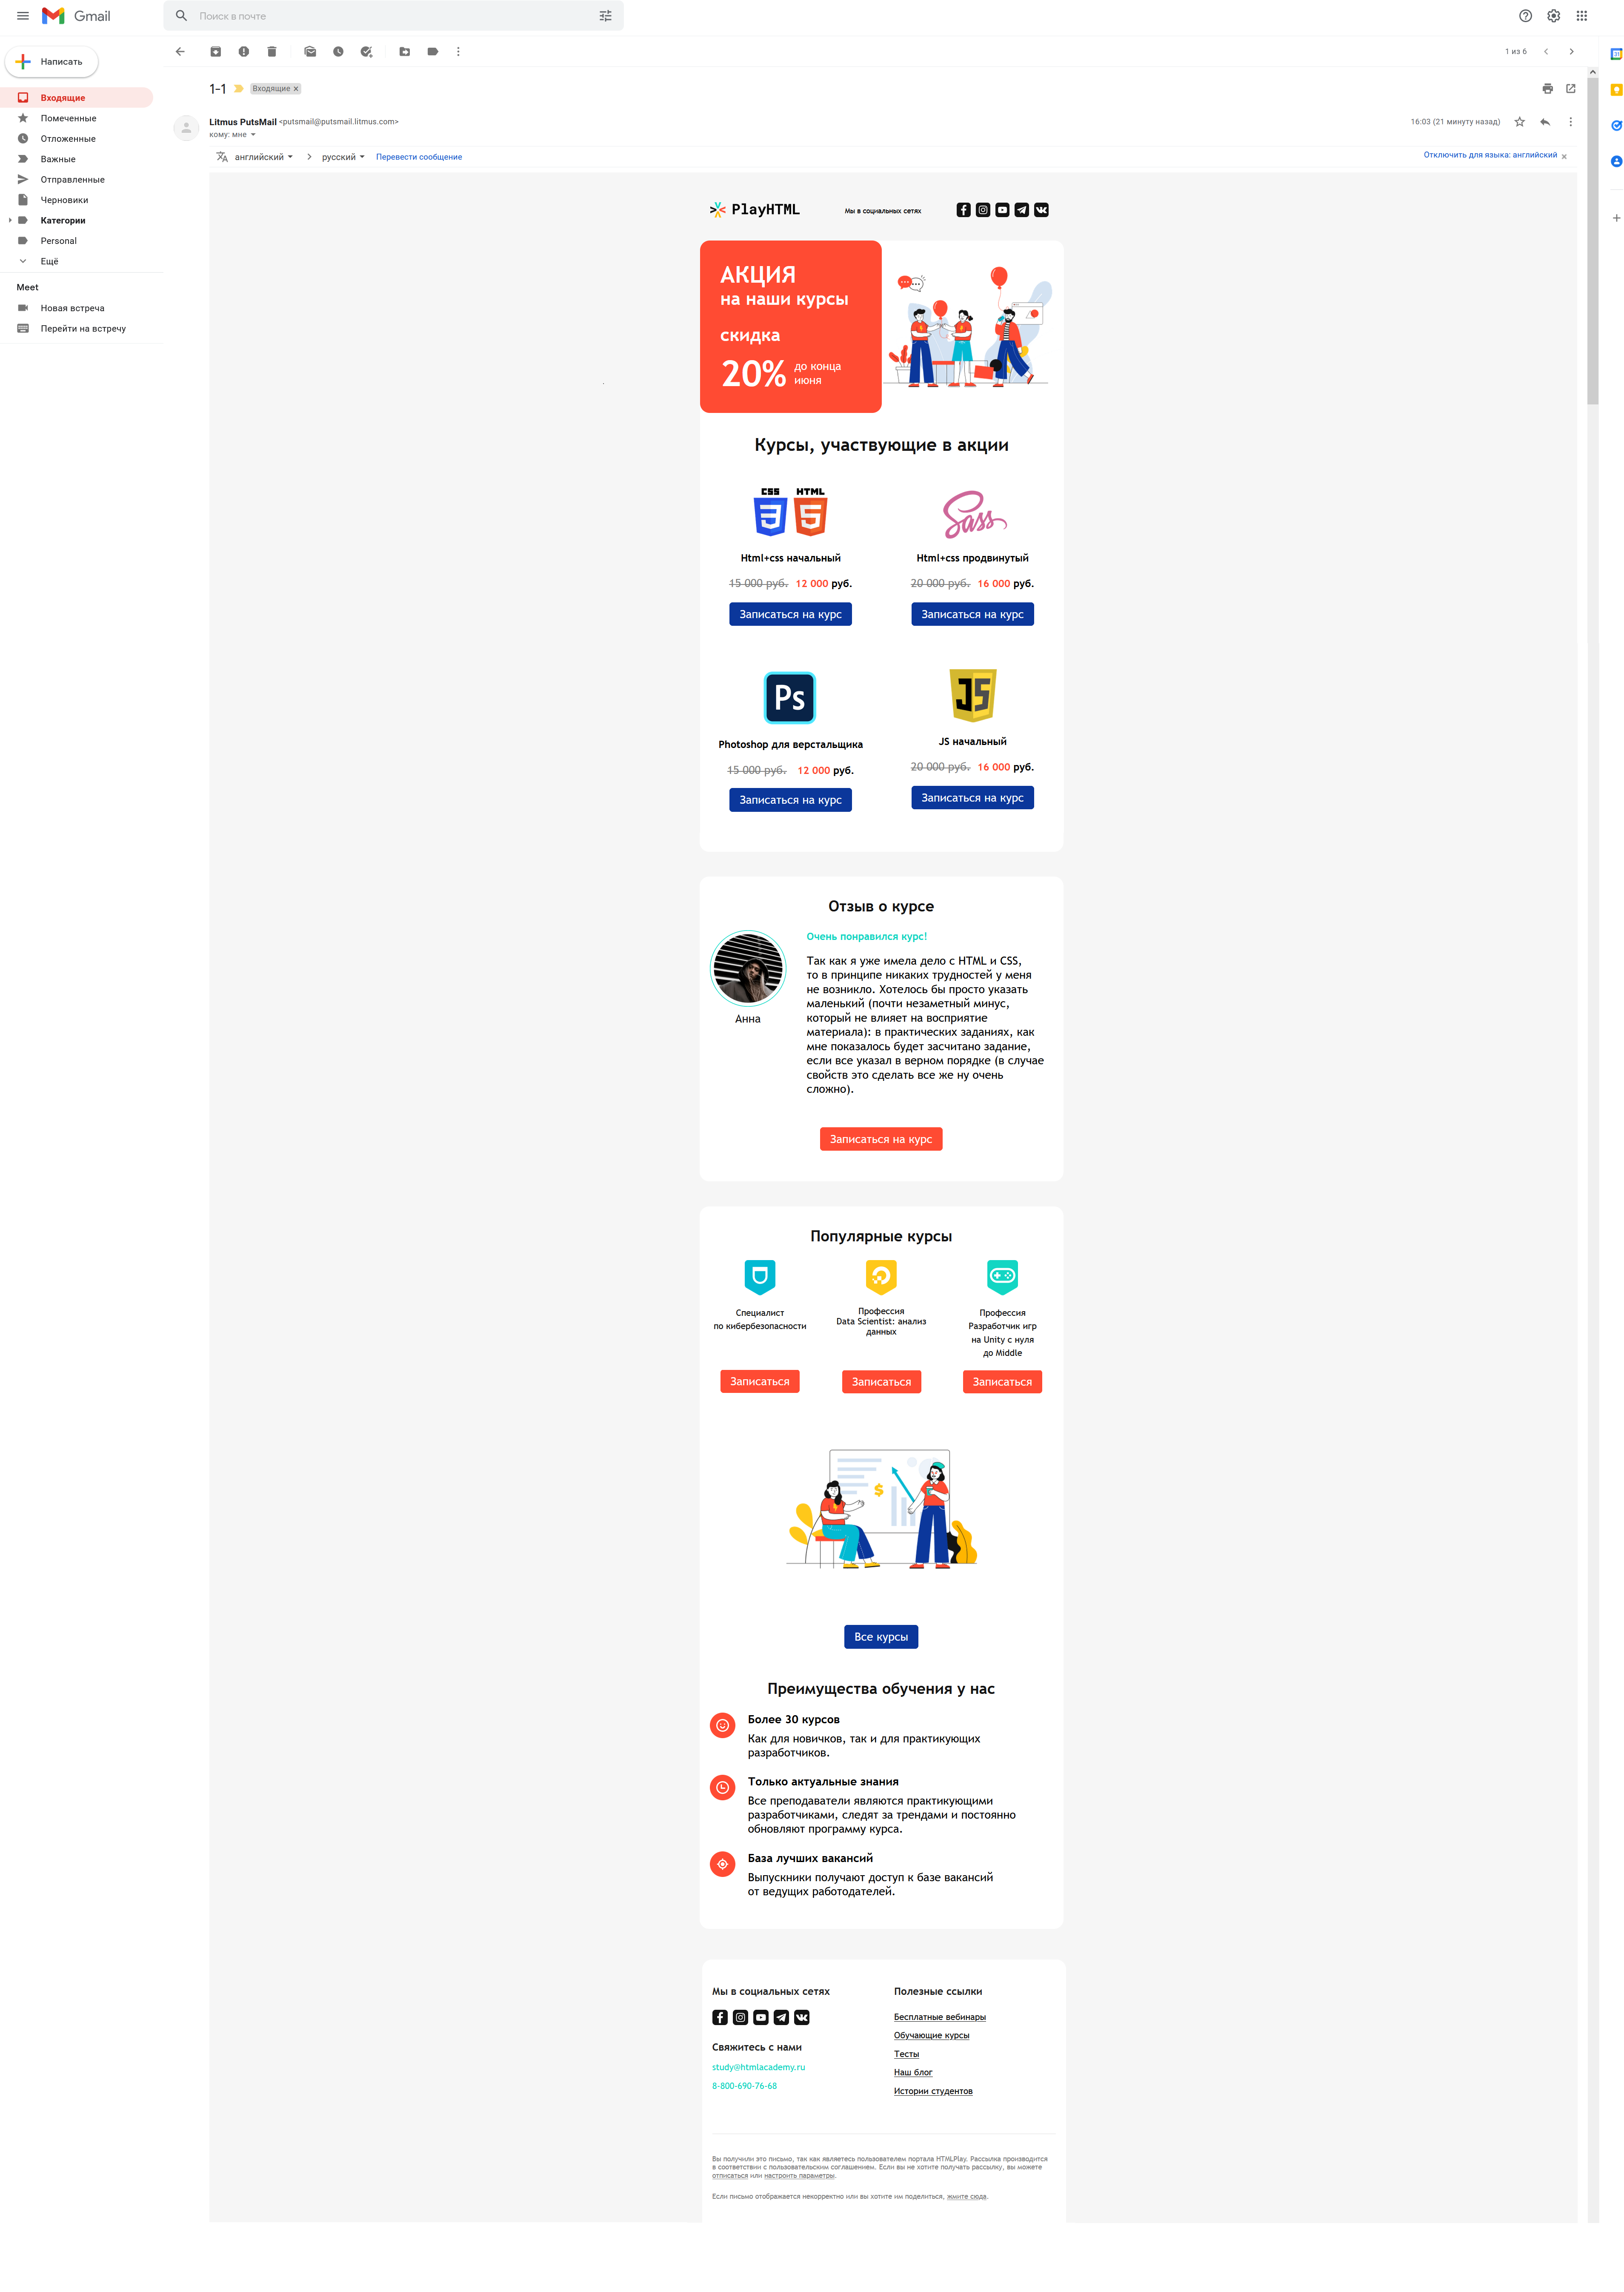 Gmail
Поиск в почте
Написать
1 из 6
Входящие
Помеченные
Отложенные
Важные
Отправленные
Черновики
Категории
Personal
Ещё
Meet
Новая встреча
Перейти на встречу
1-1 Входящие ×
Litmus PutsMail <putsmail@putsmail.litmus.com>
16:03 (21 минуту назад)
кому: мне
английский > русский Перевести сообщение
Отключить для языка: английский ×
PlayHTML
Мы в социальных сетях
АКЦИЯ
на наши курсы
скидка
20% до конца
июня
Курсы, участвующие в акции
CSS HTML
3 5
Sass
Html+css начальный
Html+css продвинутый
15 000 руб. 12 000 руб.
20 000 руб. 16 000 руб.
Записаться на курс
Записаться на курс
Ps
JS
Photoshop для верстальщика
JS начальный
15 000 руб. 12 000 руб.
20 000 руб. 16 000 руб.
Записаться на курс
Записаться на курс
Отзыв о курсе
Очень понравился курс!
Так как я уже имела дело с HTML и CSS,
то в принципе никаких трудностей у меня
не возникло. Хотелось бы просто указать
маленький (почти незаметный минус,
который не влияет на восприятие
материала): в практических заданиях, как
мне показалось будет засчитано задание,
если все указал в верном порядке (в случае
свойств это сделать все же ну очень
сложно).
Анна
Записаться на курс
Популярные курсы
Специалист
по кибербезопасности
Профессия
Data Scientist: анализ
данных
Профессия
Разработчик игр
на Unity с нуля
до Middle
Записаться
Записаться
Записаться
$
Все курсы
Преимущества обучения у нас
Более 30 курсов
Как для новичков, так и для практикующих
разработчиков.
Только актуальные знания
Все преподаватели являются практикующими
разработчиками, следят за трендами и постоянно
обновляют программу курса.
База лучших вакансий
Выпускники получают доступ к базе вакансий
от ведущих работодателей.
Мы в социальных сетях
Свяжитесь с нами
study@htmlacademy.ru
8-800-690-76-68
Полезные ссылки
Бесплатные вебинары
Обучающие курсы
Тесты
Наш блог
Истории студентов
Вы получили это письмо, так как являетесь пользователем портала HTMLPlay. Рассылка производится
в соответствии с пользовательским соглашением. Если вы не хотите получать рассылку, вы можете
отписаться или настроить параметры.
Если письмо отображается некорректно или вы хотите им поделиться, жмите сюда.